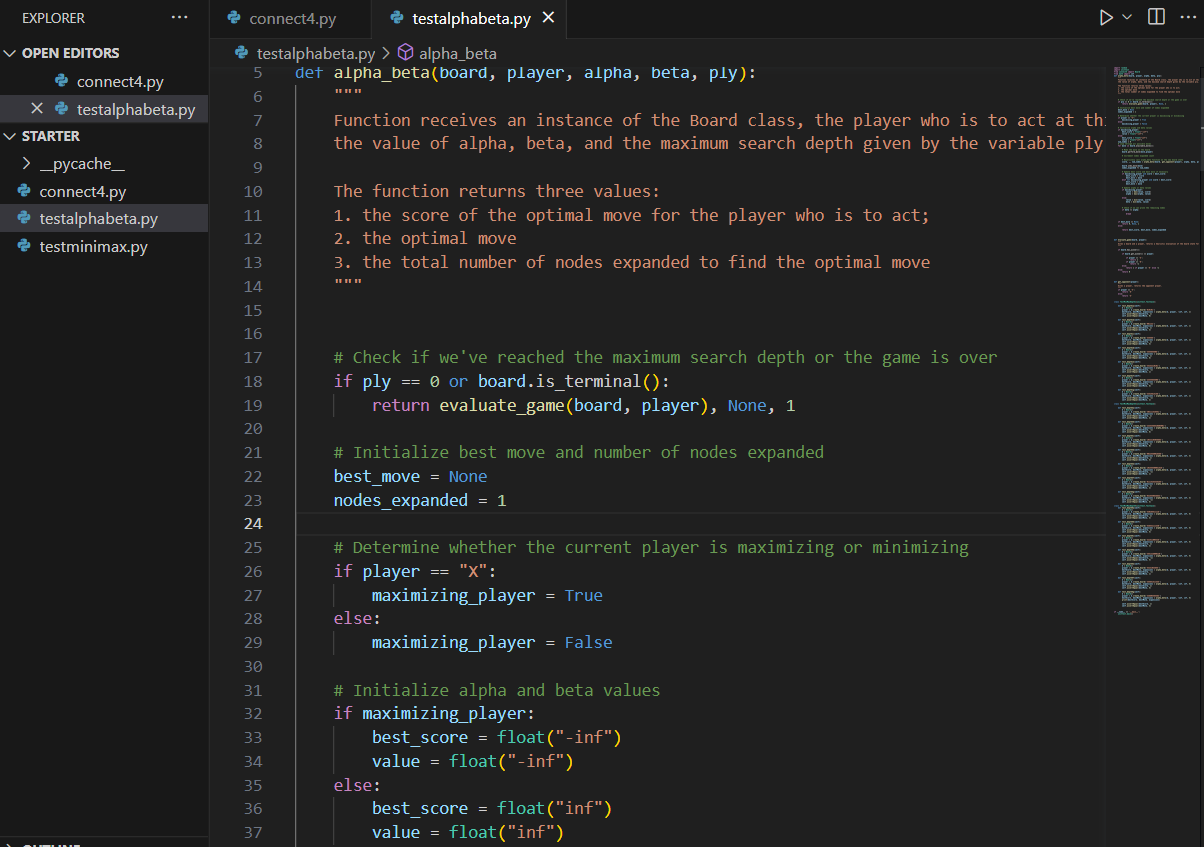 EXPLORER
OPEN EDITORS
connect4.py
testalphabeta.py
STARTER
__pycache__
connect4.py
testalphabeta.py
testminimax.py
connect4.py
testalphabeta.py
testalphabeta.py > alpha_beta
5 def alpha_beta(board, player, alpha, beta, ply):
6 """
7 Function receives an instance of the Board class, the player who is to act at thi
8 the value of alpha, beta, and the maximum search depth given by the variable ply
9
10 The function returns three values:
11 1. the score of the optimal move for the player who is to act;
12 2. the optimal move
13 3. the total number of nodes expanded to find the optimal move
14 """
15
16
17 # Check if we've reached the maximum search depth or the game is over
18 if ply == 0 or board.is_terminal():
19 return evaluate_game(board, player), None, 1
20
21 # Initialize best move and number of nodes expanded
22 best_move = None
23 nodes_expanded = 1
24
25 # Determine whether the current player is maximizing or minimizing
26 if player == "X":
27 maximizing_player = True
28 else:
29 maximizing_player = False
30
31 # Initialize alpha and beta values
32 if maximizing_player:
33 best_score = float("-inf")
34 value = float("-inf")
35 else:
36 best_score = float("inf")
37 value = float("inf")
OUTLINE